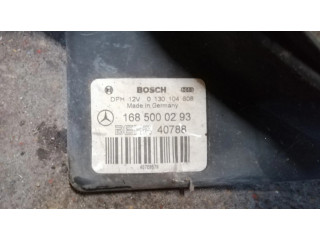 BOSCH
DPH 12V 0 130 104 608
Made in Germany
168 500 02 93
40788